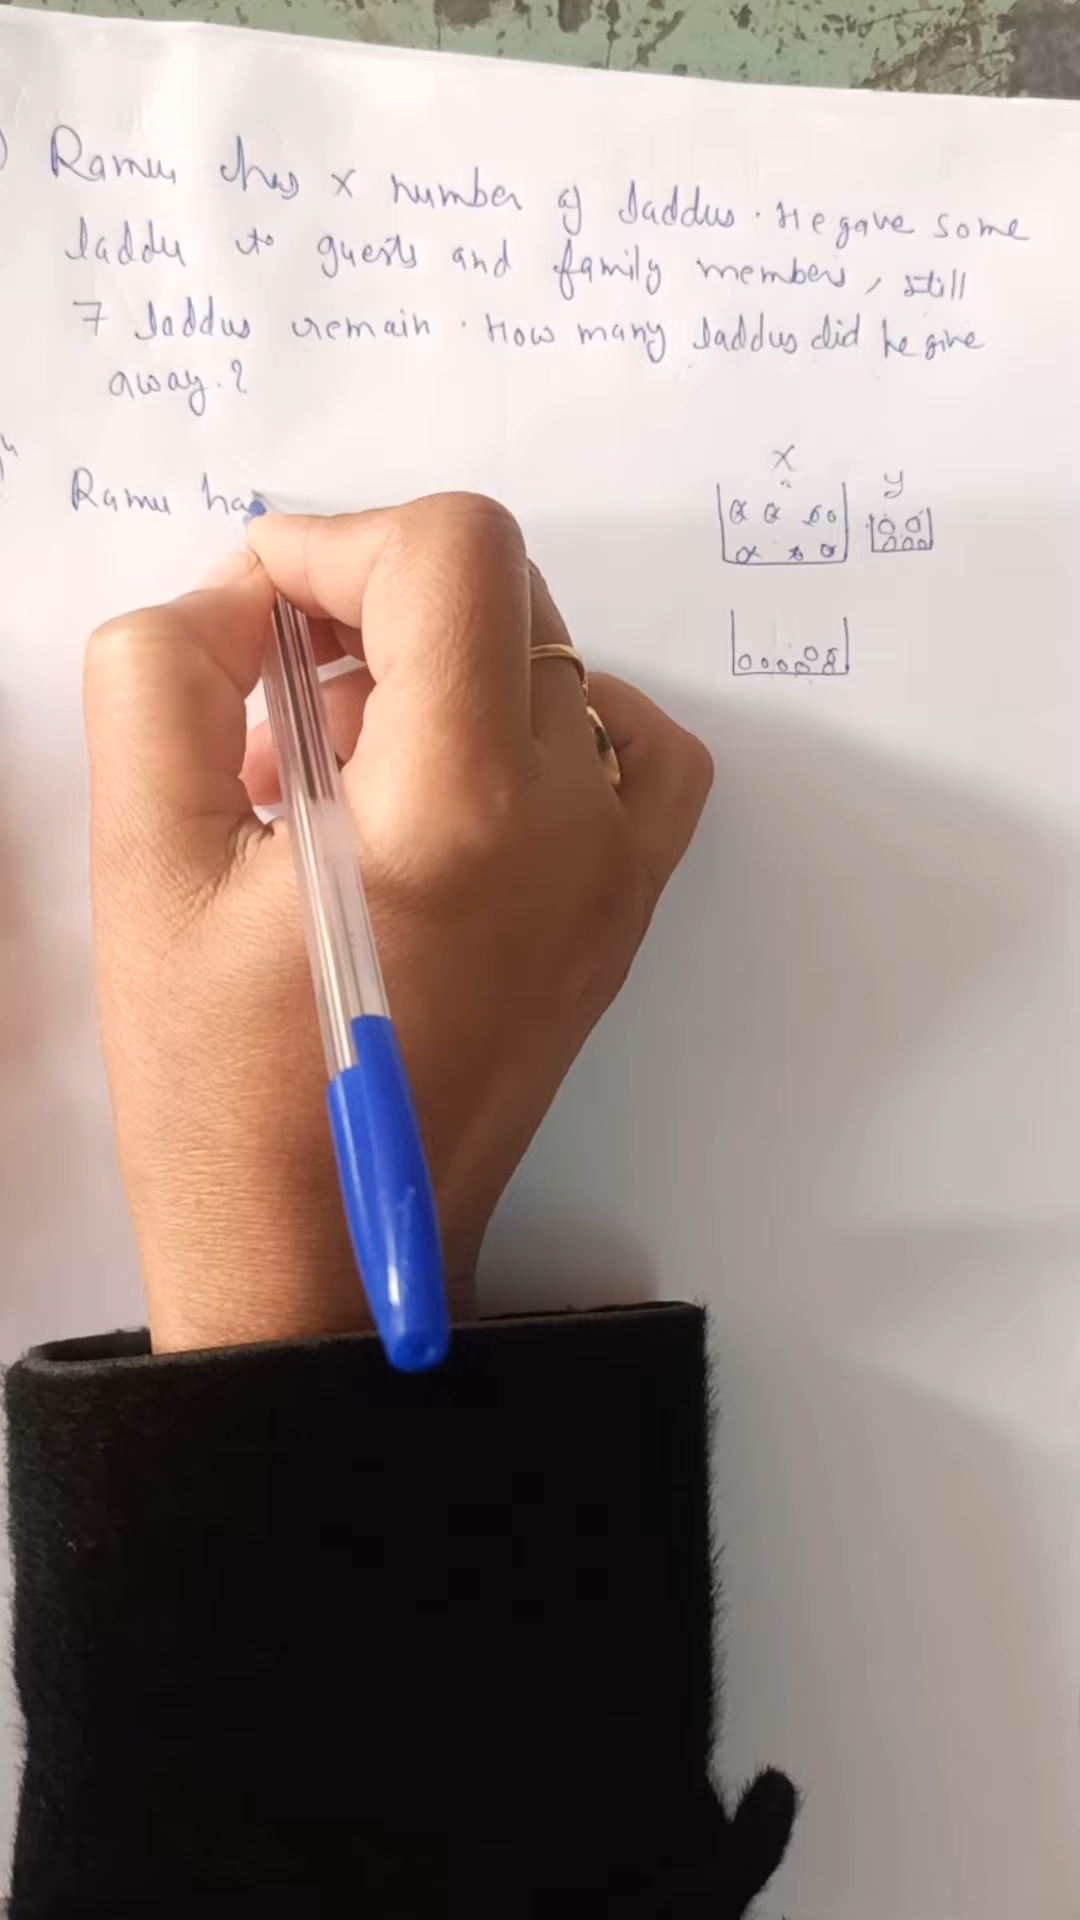 Ramu has x number of laddus. He gave some
laddu to guests and family members, still
7 laddus remain. How many laddus did he give
away.?
x
y
Ramu has